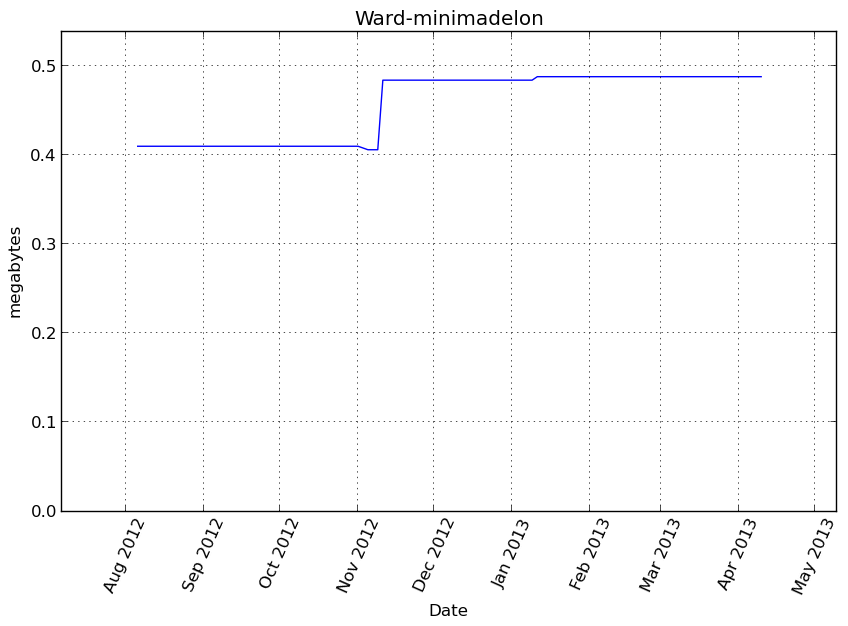 Ward-minimadelon
megabytes
0.5
0.4
0.3
0.2
0.1
0.0
Aug 2012
Sep 2012
Oct 2012
Nov 2012
Dec 2012
Jan 2013
Feb 2013
Mar 2013
Apr 2013
May 2013
Date